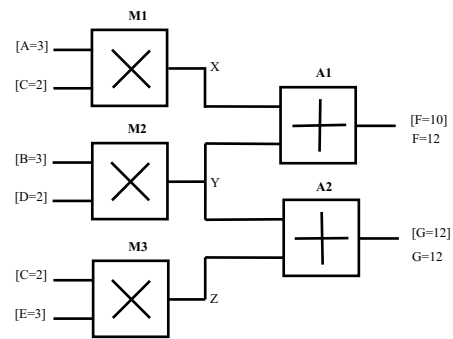 M1
[A=3]
[C=2]
X
A1
[F=10]
F=12
M2
[B=3]
[D=2]
Y
A2
[G=12]
G=12
M3
[C=2]
[E=3]
Z